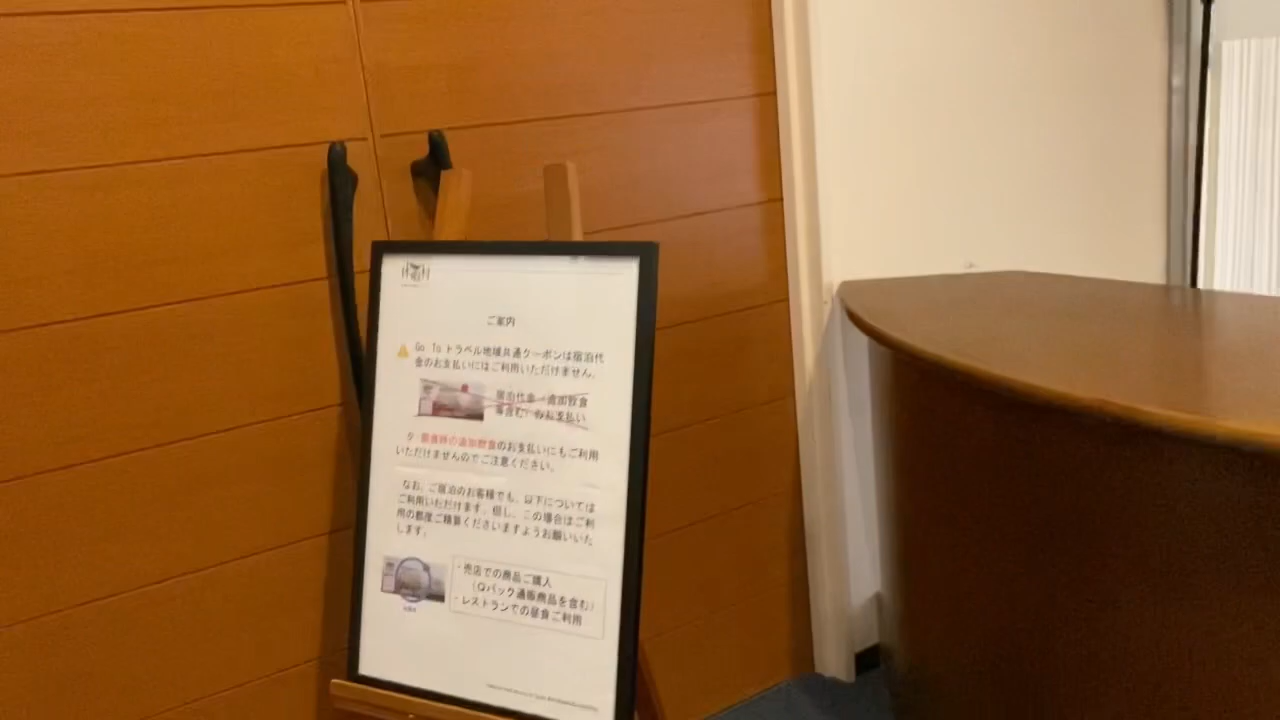 ご案内
Go To トラベル地域共通クーポンは宿泊代
金のお支払いにはご利用いただけません。
宿泊代金（追加飲食
等含む）のお支払い
夕・朝食時の追加飲食のお支払いにもご利用
いただけませんのでご注意ください。
なお、ご宿泊のお客様でも、以下については
ご利用いただけます。但し、この場合はご利
用の都度ご精算くださいますようお願いいた
します。
・売店での商品ご購入
（Qパック通販商品を含む）
・レストランでの昼食ご利用